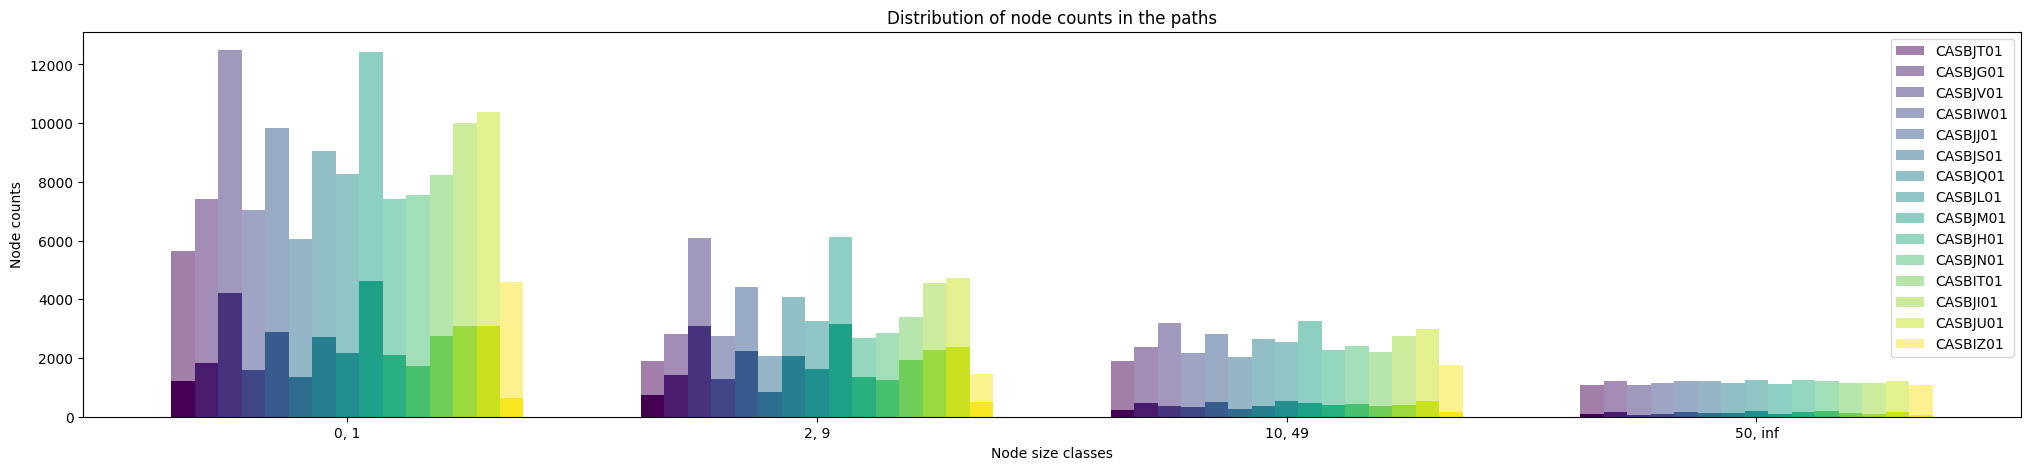 Distribution of node counts in the paths
Node counts
12000
10000
8000
6000
4000
2000
0
0, 1
2, 9
10, 49
50, inf
Node size classes
CASBJT01
CASBJG01
CASBJV01
CASBIW01
CASBJJ01
CASBJS01
CASBJQ01
CASBJL01
CASBJM01
CASBJH01
CASBJN01
CASBIT01
CASBJI01
CASBJU01
CASBIZ01